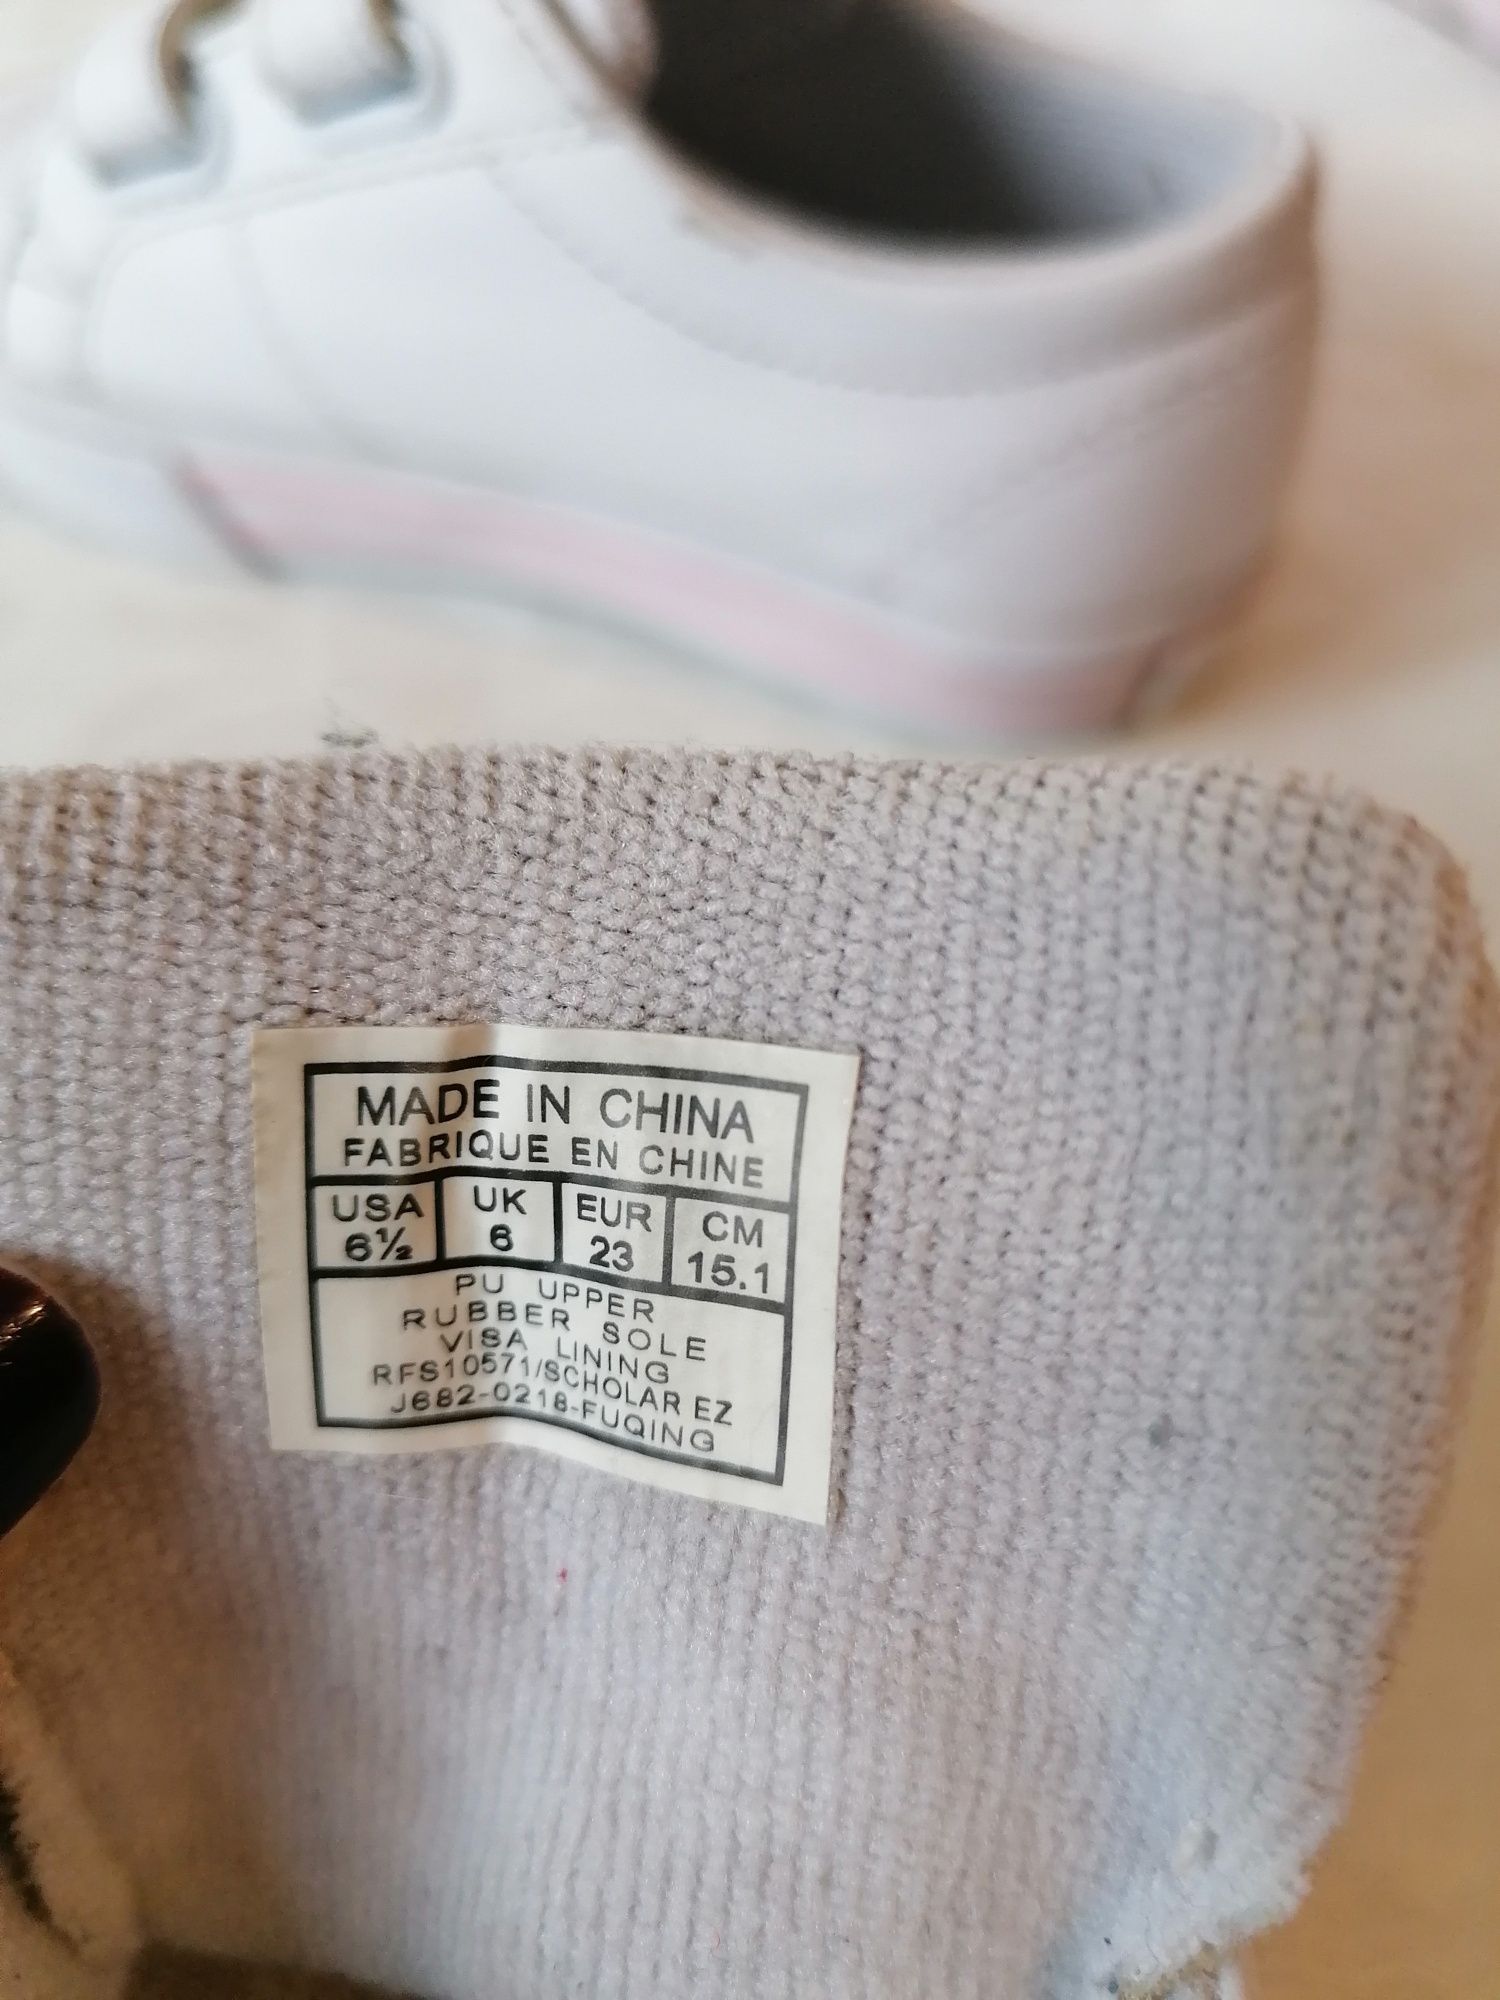 MADE IN CHINA
FABRIQUE EN CHINE
USA UK EUR CM
6½ 6 23 15.1
PU UPPER
RUBBER SOLE
VISA LINING
RFS10571/SCHOLAR EZ
J682-0218-FUQING